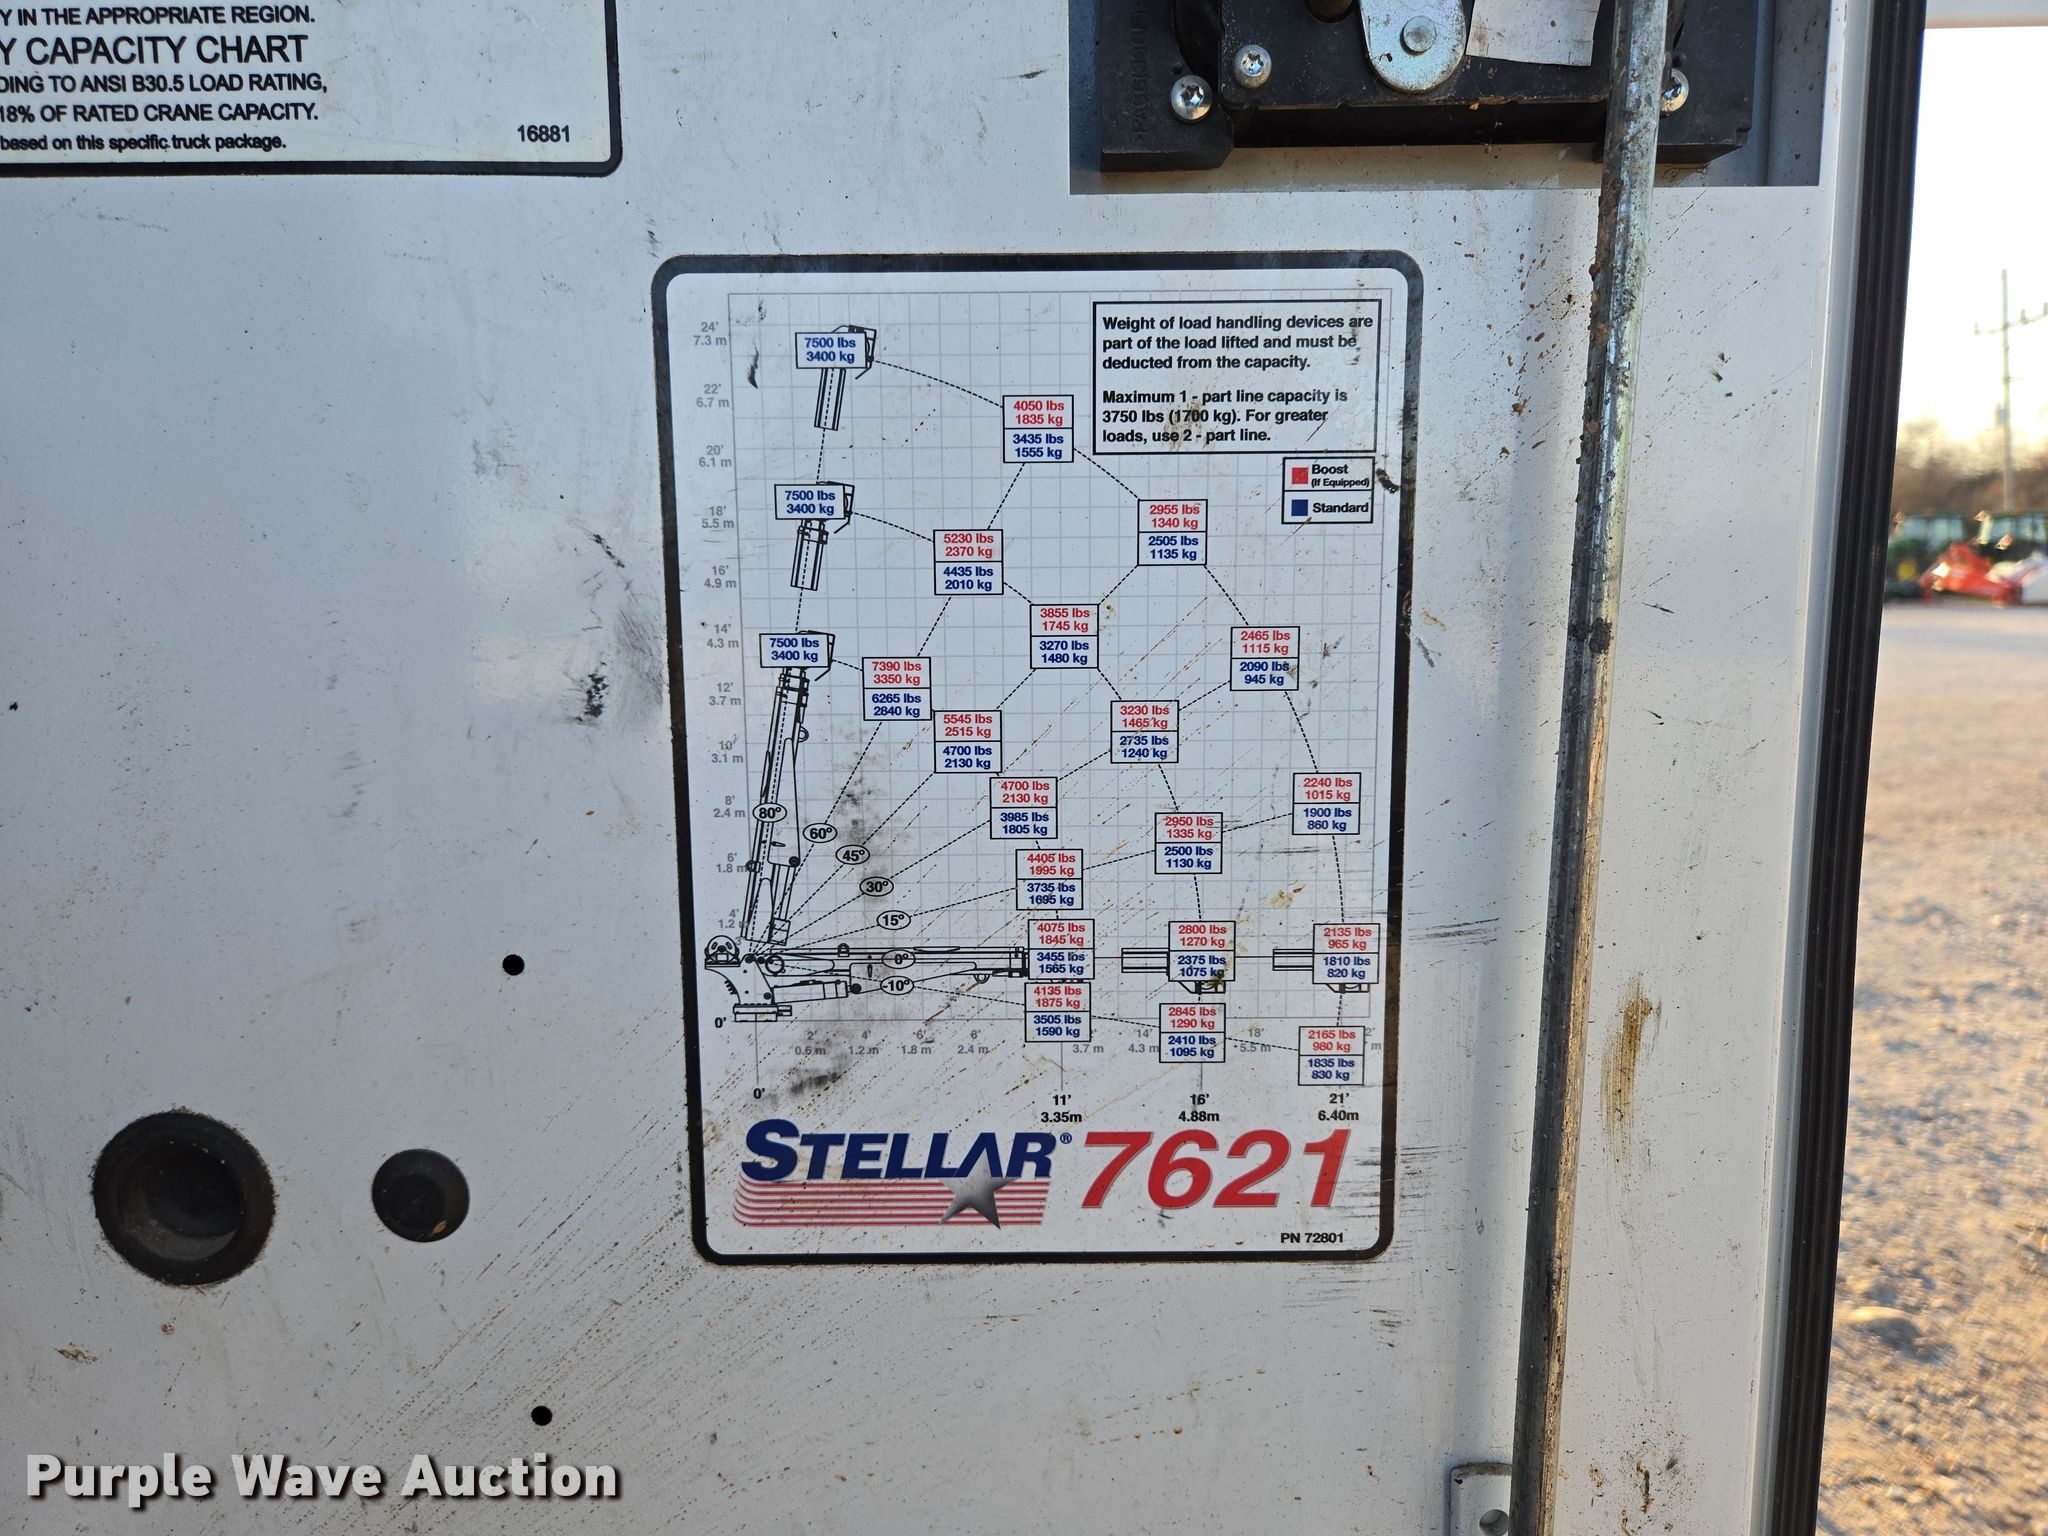 Y IN THE APPROPRIATE REGION.
Y CAPACITY CHART
DING TO ANSI B30.5 LOAD RATING,
18% OF RATED CRANE CAPACITY.
based on this specific truck package.
16881
Weight of load handling devices are
part of the load lifted and must be
deducted from the capacity.
Maximum 1 - part line capacity is
3750 lbs (1700 kg). For greater
loads, use 2 - part line.
Boost
(If Equipped)
Standard
24'
7.3 m
22'
6.7 m
20'
6.1 m
18'
5.5 m
16'
4.9 m
14'
4.3 m
12'
3.7 m
10'
3.1 m
8'
2.4 m
6'
1.8 m
4'
1.2
0'
7500 lbs
3400 kg
4050 lbs
1835 kg
3435 lbs
1555 kg
7500 lbs
3400 kg
2955 lbs
1340 kg
2505 lbs
1135 kg
5230 lbs
2370 kg
4435 lbs
2010 kg
3855 lbs
1745 kg
3270 lbs
1480 kg
7500 lbs
3400 kg
2465 lbs
1115 kg
2090 lbs
945 kg
7390 lbs
3350 kg
6265 lbs
2840 kg
5545 lbs
2515 kg
4700 lbs
2130 kg
3230 lbs
1465 kg
2735 lbs
1240 kg
4700 lbs
2130 kg
3985 lbs
1805 kg
2240 lbs
1015 kg
1900 lbs
860 kg
2950 lbs
1335 kg
2500 lbs
1130 kg
4405 lbs
1995 kg
3735 lbs
1695 kg
80°
60°
45°
30°
15°
0°
-10°
4075 lbs
1845 kg
3455 lbs
1565 kg
2800 lbs
1270 kg
2375 lbs
1075 kg
2135 lbs
965 kg
1810 lbs
820 kg
4135 lbs
1875 kg
3505 lbs
1590 kg
2845 lbs
1290 kg
2410 lbs
1095 kg
2165 lbs
980 kg
1835 lbs
830 kg
2' 4' 6' 8' 2' 14' 18' 2'
0.6 m 1.2 m 1.8 m 2.4 m 3.7 m 4.3 m 5.5 m m
0' 11' 16' 21'
3.35m 4.88m 6.40m
STELLAR® 7621
PN 72801
Purple Wave Auction